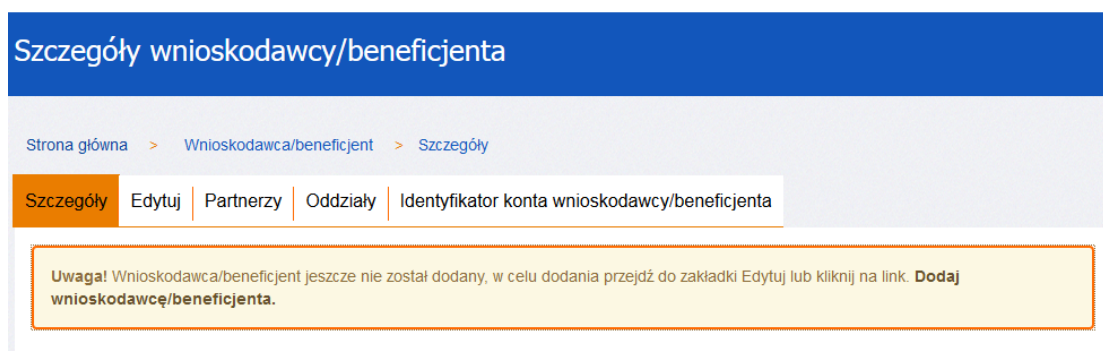 Szczegóły wnioskodawcy/beneficjenta
Strona główna > Wnioskodawca/beneficjent > Szczegóły
Szczegóły Edytuj Partnerzy Oddziały Identyfikator konta wnioskodawcy/beneficjenta
Uwaga! Wnioskodawca/beneficjent jeszcze nie został dodany, w celu dodania przejdź do zakładki Edytuj lub kliknij na link. Dodaj
wnioskodawcę/beneficjenta.